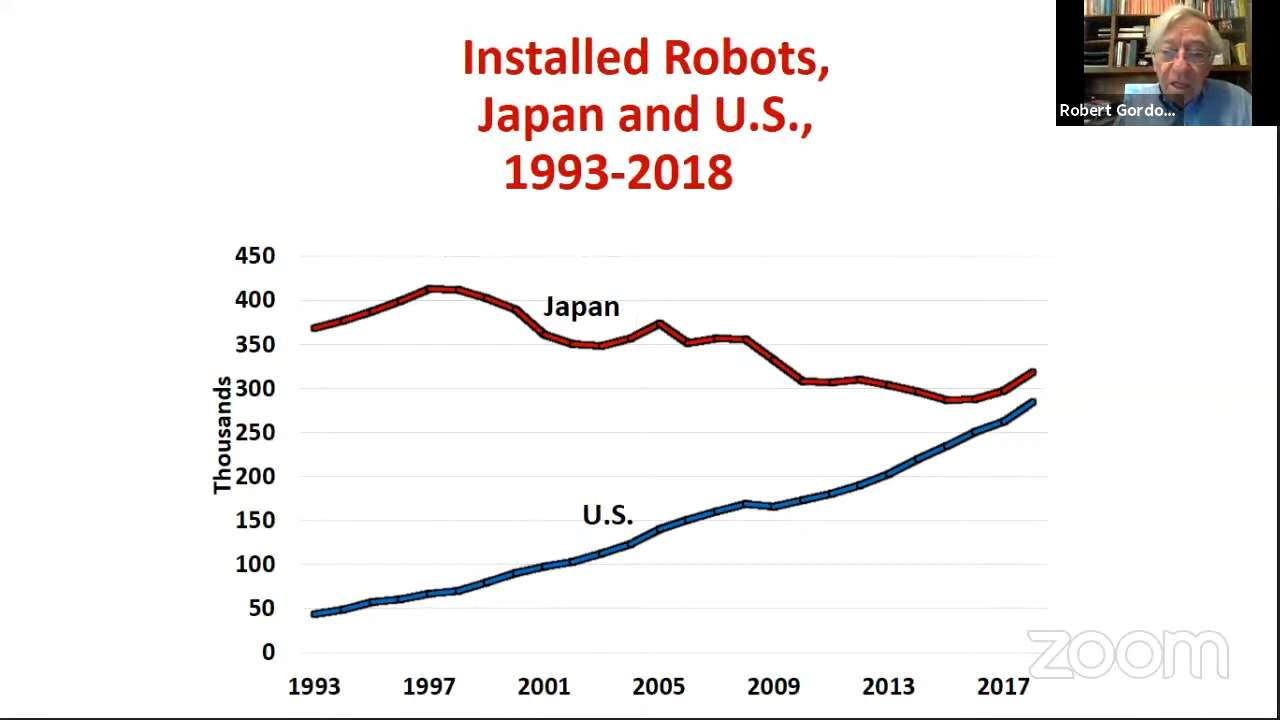 Installed Robots,
Japan and U.S.,
1993-2018
Robert Gordo...
450
400
350
300
250
200
150
100
50
0
Thousands
Japan
U.S.
1993 1997 2001 2005 2009 2013 2017
zoom